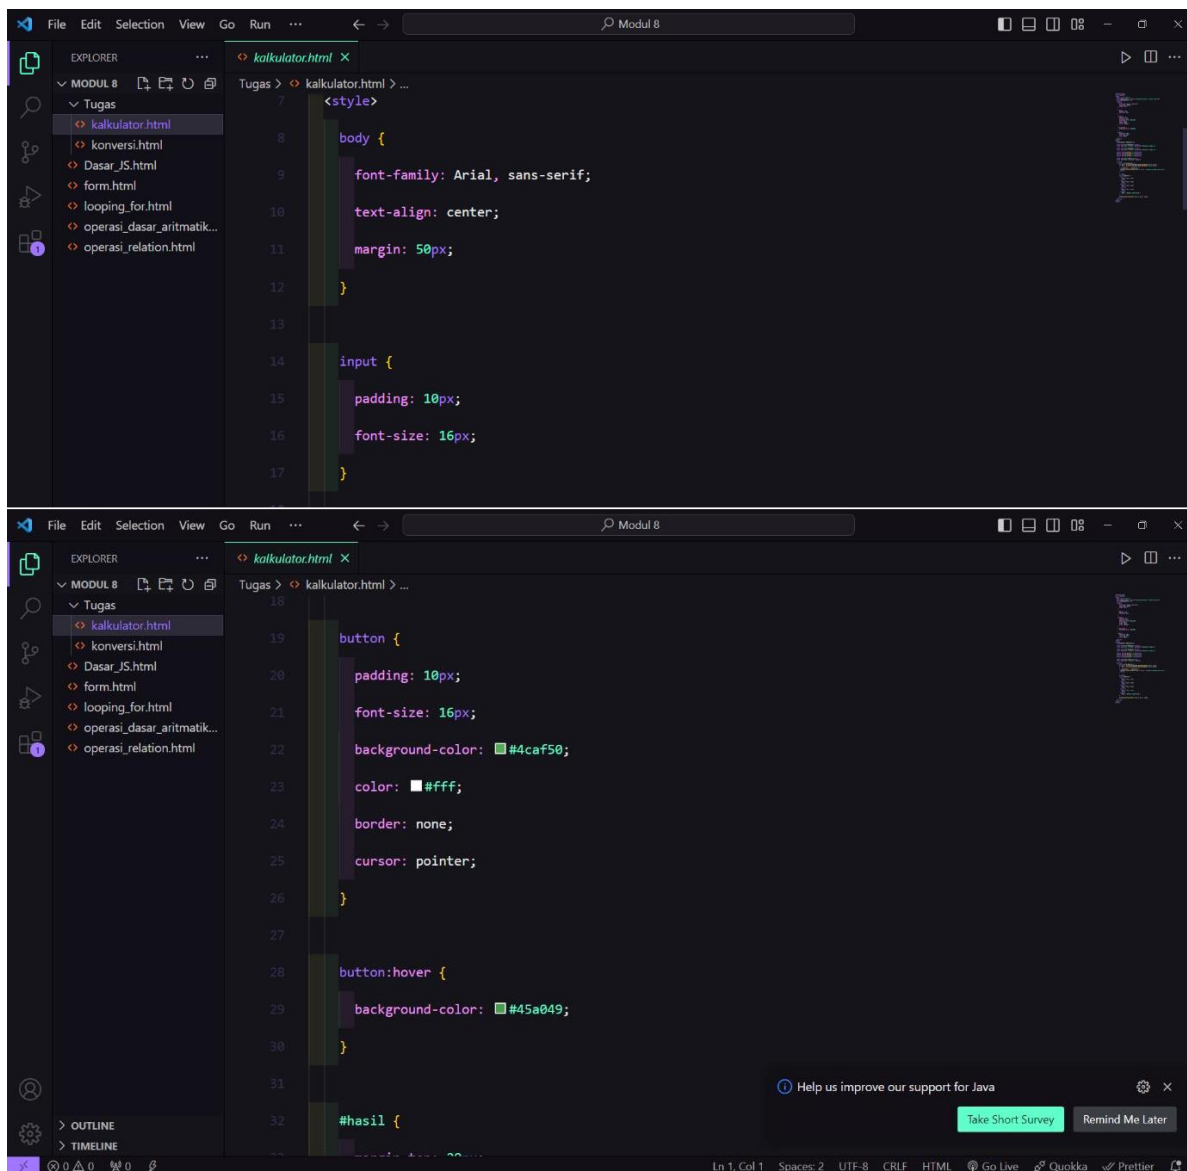 File Edit Selection View Go Run ··· Modul 8
EXPLORER ··· kalkulator.html
MODUL 8 Tugas > kalkulator.html > ...
Tugas
kalkulator.html
konversi.html
Dasar_JS.html
form.html
looping_for.html
operasi_dasar_aritmatik...
operasi_relation.html
1
7 <style>
8 body {
9 font-family: Arial, sans-serif;
10 text-align: center;
11 margin: 50px;
12 }
13
14 input {
15 padding: 10px;
16 font-size: 16px;
17 }
File Edit Selection View Go Run ··· Modul 8
EXPLORER ··· kalkulator.html
MODUL 8 Tugas > kalkulator.html > ...
Tugas
kalkulator.html
konversi.html
Dasar_JS.html
form.html
looping_for.html
operasi_dasar_aritmatik...
operasi_relation.html
1
18
19 button {
20 padding: 10px;
21 font-size: 16px;
22 background-color: #4caf50;
23 color: #fff;
24 border: none;
25 cursor: pointer;
26 }
27
28 button:hover {
29 background-color: #45a049;
30 }
31
32 #hasil {
Help us improve our support for Java
Take Short Survey Remind Me Later
OUTLINE
TIMELINE
0 0 0 Ln 1, Col 1 Spaces: 2 UTF-8 CRLF HTML Go Live Quokka Prettier